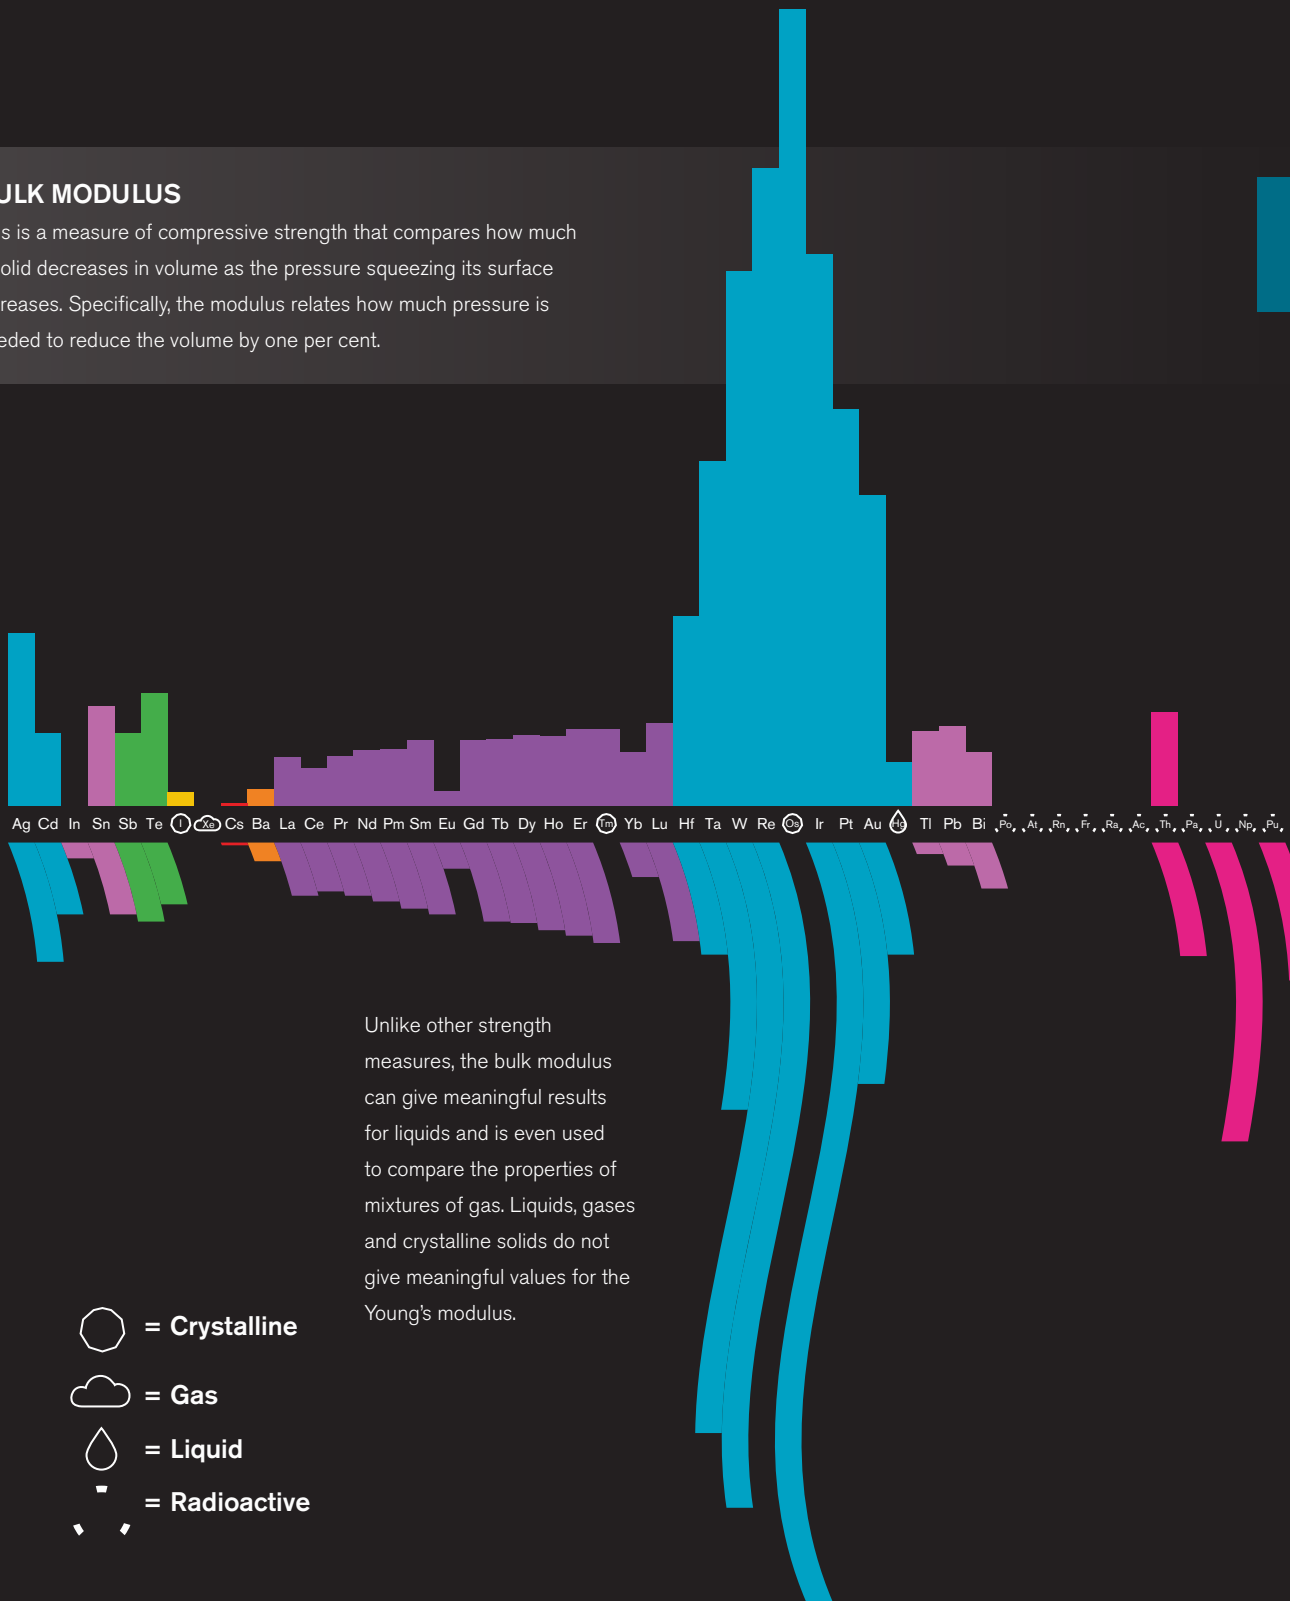 ULK MODULUS
s is a measure of compressive strength that compares how much
olid decreases in volume as the pressure squeezing its surface
reases. Specifically, the modulus relates how much pressure is
eded to reduce the volume by one per cent.
Ag Cd In Sn Sb Te I Xe Cs Ba La Ce Pr Nd Pm Sm Eu Gd Tb Dy Ho Er Tm Yb Lu Hf Ta W Re Os Ir Pt Au Hg Tl Pb Bi Po At Rn Fr Ra Ac Th Pa U Np Pu
Unlike other strength
measures, the bulk modulus
can give meaningful results
for liquids and is even used
to compare the properties of
mixtures of gas. Liquids, gases
and crystalline solids do not
give meaningful values for the
Young's modulus.
= Crystalline
= Gas
= Liquid
= Radioactive